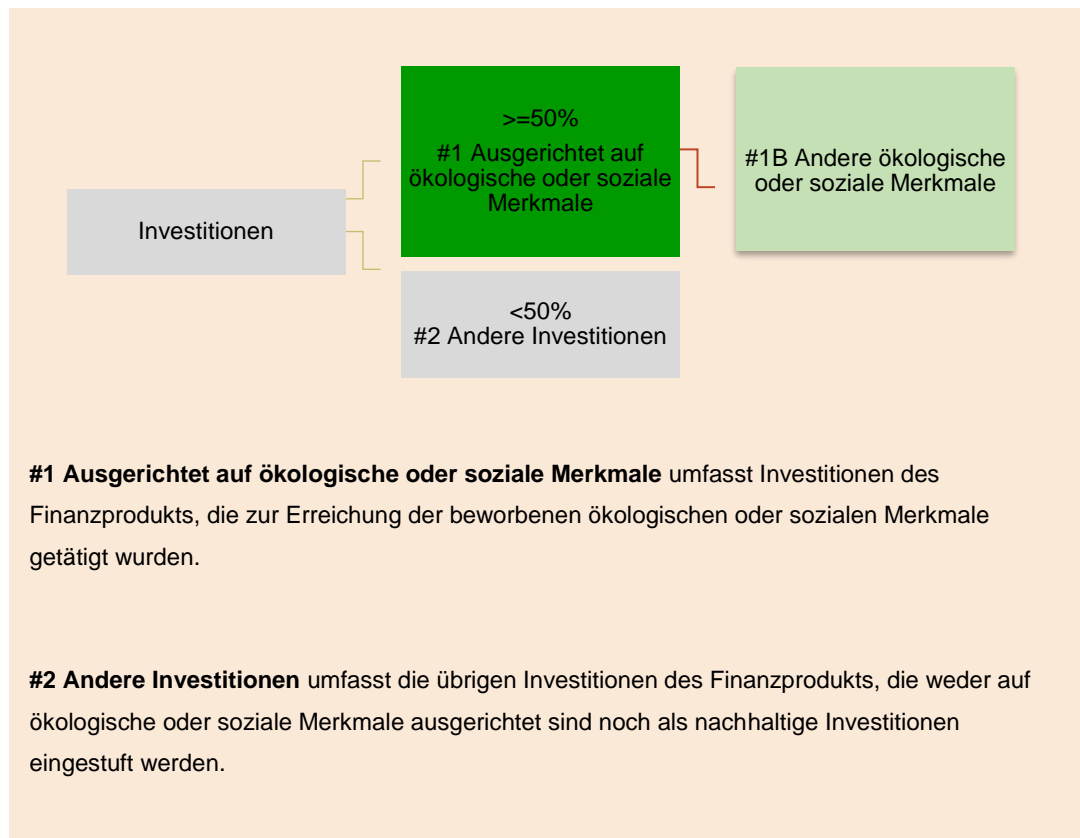 Investitionen
>=50%
#1 Ausgerichtet auf
ökologische oder soziale
Merkmale
#1B Andere ökologische
oder soziale Merkmale
<50%
#2 Andere Investitionen
#1 Ausgerichtet auf ökologische oder soziale Merkmale umfasst Investitionen des
Finanzprodukts, die zur Erreichung der beworbenen ökologischen oder sozialen Merkmale
getätigt wurden.
#2 Andere Investitionen umfasst die übrigen Investitionen des Finanzprodukts, die weder auf
ökologische oder soziale Merkmale ausgerichtet sind noch als nachhaltige Investitionen
eingestuft werden.